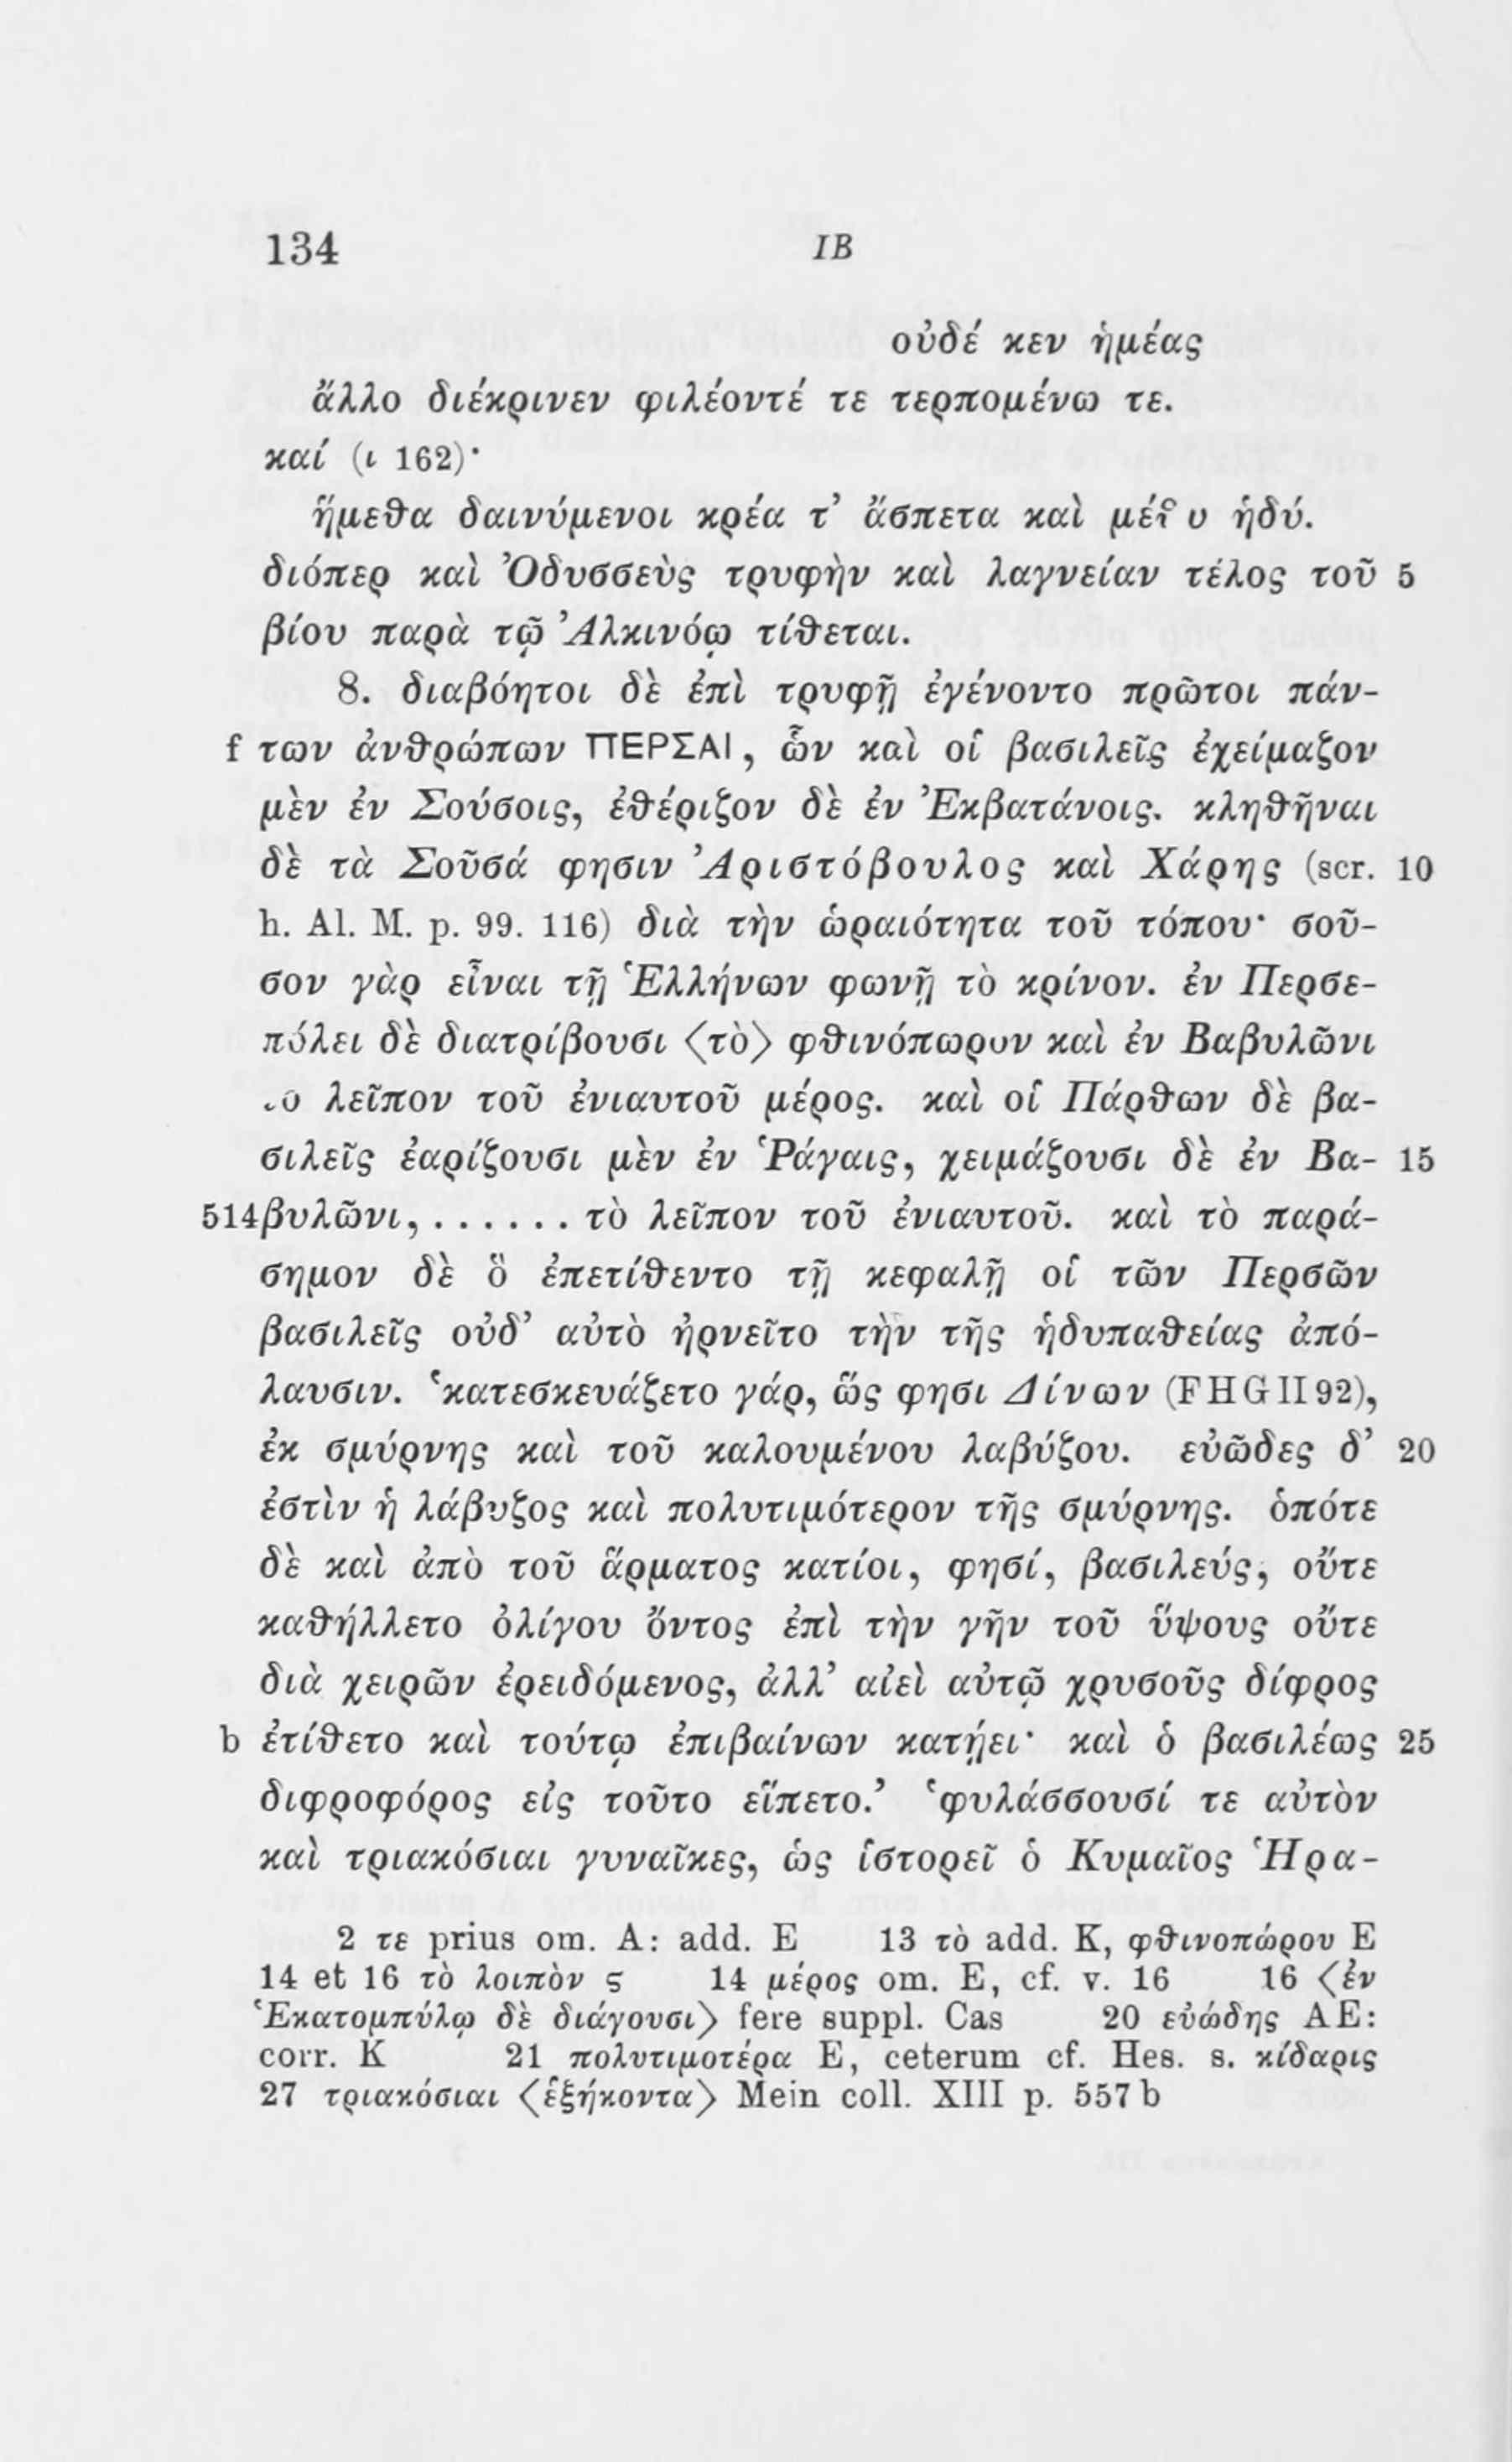 134 ΙΒ
οὐδέ κεν ἡμέας
ἄλλο διέκρινεν φιλέοντέ τε τερπομένω τε.
καί (ι 162)·
ἥμεθα δαινύμενοι κρέα τ’ ἄσπετα καὶ μέθυ ἡδύ.
διόπερ καὶ Ὀδυσσεὺς τρυφὴν καὶ λαγνείαν τέλος τοῦ 5
βίου παρὰ τῷ Ἀλκινόῳ τίθεται.
8. διαβόητοι δὲ ἐπὶ τρυφῇ ἐγένοντο πρῶτοι πάν-
f των ἀνθρώπων ΠΕΡΣΑΙ, ὧν καὶ οἱ βασιλεῖς ἐχείμαζον
μὲν ἐν Σούσοις, ἐθέριζον δὲ ἐν Ἐκβατάνοις. κληθῆναι
δὲ τὰ Σοῦσά φησιν Ἀριστόβουλος καὶ Χάρης (scr. 10
h. Al. M. p. 99. 116) διὰ τὴν ὡραιότητα τοῦ τόπου· σοῦ-
σον γὰρ εἶναι τῇ Ἑλλήνων φωνῇ τὸ κρίνον. ἐν Περσε-
πόλει δὲ διατρίβουσι ⟨τὸ⟩ φθινόπωρον καὶ ἐν Βαβυλῶνι
τὸ λεῖπον τοῦ ἐνιαυτοῦ μέρος. καὶ οἱ Πάρθων δὲ βα-
σιλεῖς ἐαρίζουσι μὲν ἐν Ῥάγαις, χειμάζουσι δὲ ἐν Βα- 15
514 βυλῶνι, . . . . . . τὸ λεῖπον τοῦ ἐνιαυτοῦ. καὶ τὸ παρά-
σημον δὲ ὃ ἐπετίθεντο τῇ κεφαλῇ οἱ τῶν Περσῶν
βασιλεῖς οὐδ’ αὐτὸ ἠρνεῖτο τὴν τῆς ἡδυπαθείας ἀπό-
λαυσιν. ‘κατεσκευάζετο γάρ, ὥς φησι Δίνων (FHG II 92),
ἐκ σμύρνης καὶ τοῦ καλουμένου λαβύζου. εὐῶδες δ’ 20
ἐστὶν ἡ λάβυζος καὶ πολυτιμότερον τῆς σμύρνης. ὁπότε
δὲ καὶ ἀπὸ τοῦ ἅρματος κατίοι, φησί, βασιλεύς, οὔτε
καθήλλετο ὀλίγου ὄντος ἐπὶ τὴν γῆν τοῦ ὕψους οὔτε
διὰ χειρῶν ἐρειδόμενος, ἀλλ’ αἰεὶ αὐτῷ χρυσοῦς δίφρος
b ἐτίθετο καὶ τούτῳ ἐπιβαίνων κατῄει· καὶ ὁ βασιλέως 25
διφροφόρος εἰς τοῦτο εἵπετο.’ ‘φυλάσσουσί τε αὐτὸν
καὶ τριακόσιαι γυναῖκες, ὡς ἱστορεῖ ὁ Κυμαῖος Ἡρα-
2 τε prius om. A: add. E 13 τὸ add. K, φθινοπώρου E
14 et 16 τὸ λοιπὸν ς 14 μέρος om. E, cf. v. 16 16 ⟨ἐν
Ἑκατομπύλῳ δὲ διάγουσι⟩ fere suppl. Cas 20 εὐώδης AE:
corr. K 21 πολυτιμοτέρα E, ceterum cf. Hes. s. κίδαρις
27 τριακόσιαι ⟨ἑξήκοντα⟩ Mein coll. XIII p. 557 b